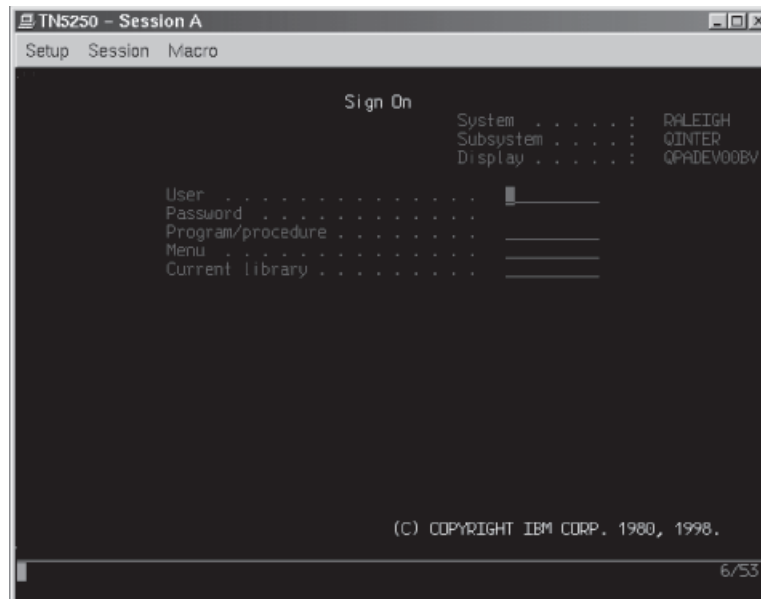 TN5250 – Session A
Setup Session Macro
Sign On
System . . . . . : RALEIGH
Subsystem . . . . : QINTER
Display . . . . . : QPADEV00BV
User . . . . . . . . . . . . . .
Password . . . . . . . . . . . .
Program/procedure . . . . . . . .
Menu . . . . . . . . . . . . . .
Current library . . . . . . . . .
(C) COPYRIGHT IBM CORP. 1980, 1998.
6/53